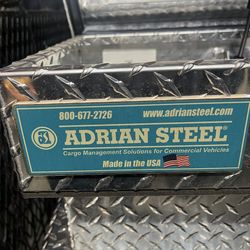 800-677-2726 www.adriansteel.com
ADRIAN STEEL®
Cargo Management Solutions for Commercial Vehicles
Made in the USA